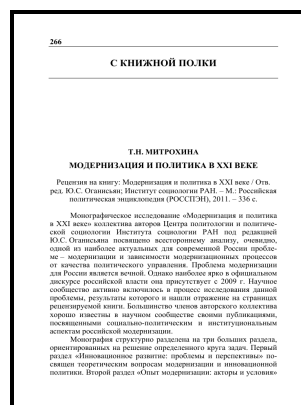 266
С КНИЖНОЙ ПОЛКИ
Т.Н. МИТРОХИНА
МОДЕРНИЗАЦИЯ И ПОЛИТИКА В XXI ВЕКЕ
Рецензия на книгу: Модернизация и политика в XXI веке / Отв.
ред. Ю.С. Оганисьян; Институт социологии РАН. – М.: Российская
политическая энциклопедия (РОССПЭН), 2011. – 336 с.
Монографическое исследование «Модернизация и политика
в XXI веке» коллектива авторов Центра политологии и политиче-
ской социологии Института социологии РАН под редакцией
Ю.С. Оганисьяна посвящено всестороннему анализу, очевидно,
одной из наиболее актуальных для современной России пробле-
ме – модернизации и зависимости модернизационных процессов
от качества политического управления. Проблема модернизации
для России является вечной. Однако наиболее ярко в официальном
дискурсе российской власти она присутствует с 2009 г. Научное
сообщество активно включилось в процесс исследования данной
проблемы, результаты которого и нашли отражение на страницах
рецензируемой книги. Большинство членов авторского коллектива
хорошо известны в научном сообществе своими публикациями,
посвященными социально-политическим и институциональным
аспектам российской модернизации.
Монография структурно разделена на три больших раздела,
ориентированных на решение определенного круга задач. Первый
раздел «Инновационное развитие: проблемы и перспективы» по-
священ теоретическим вопросам модернизации и инновационной
политики. Второй раздел «Опыт модернизации: акторы и условия»